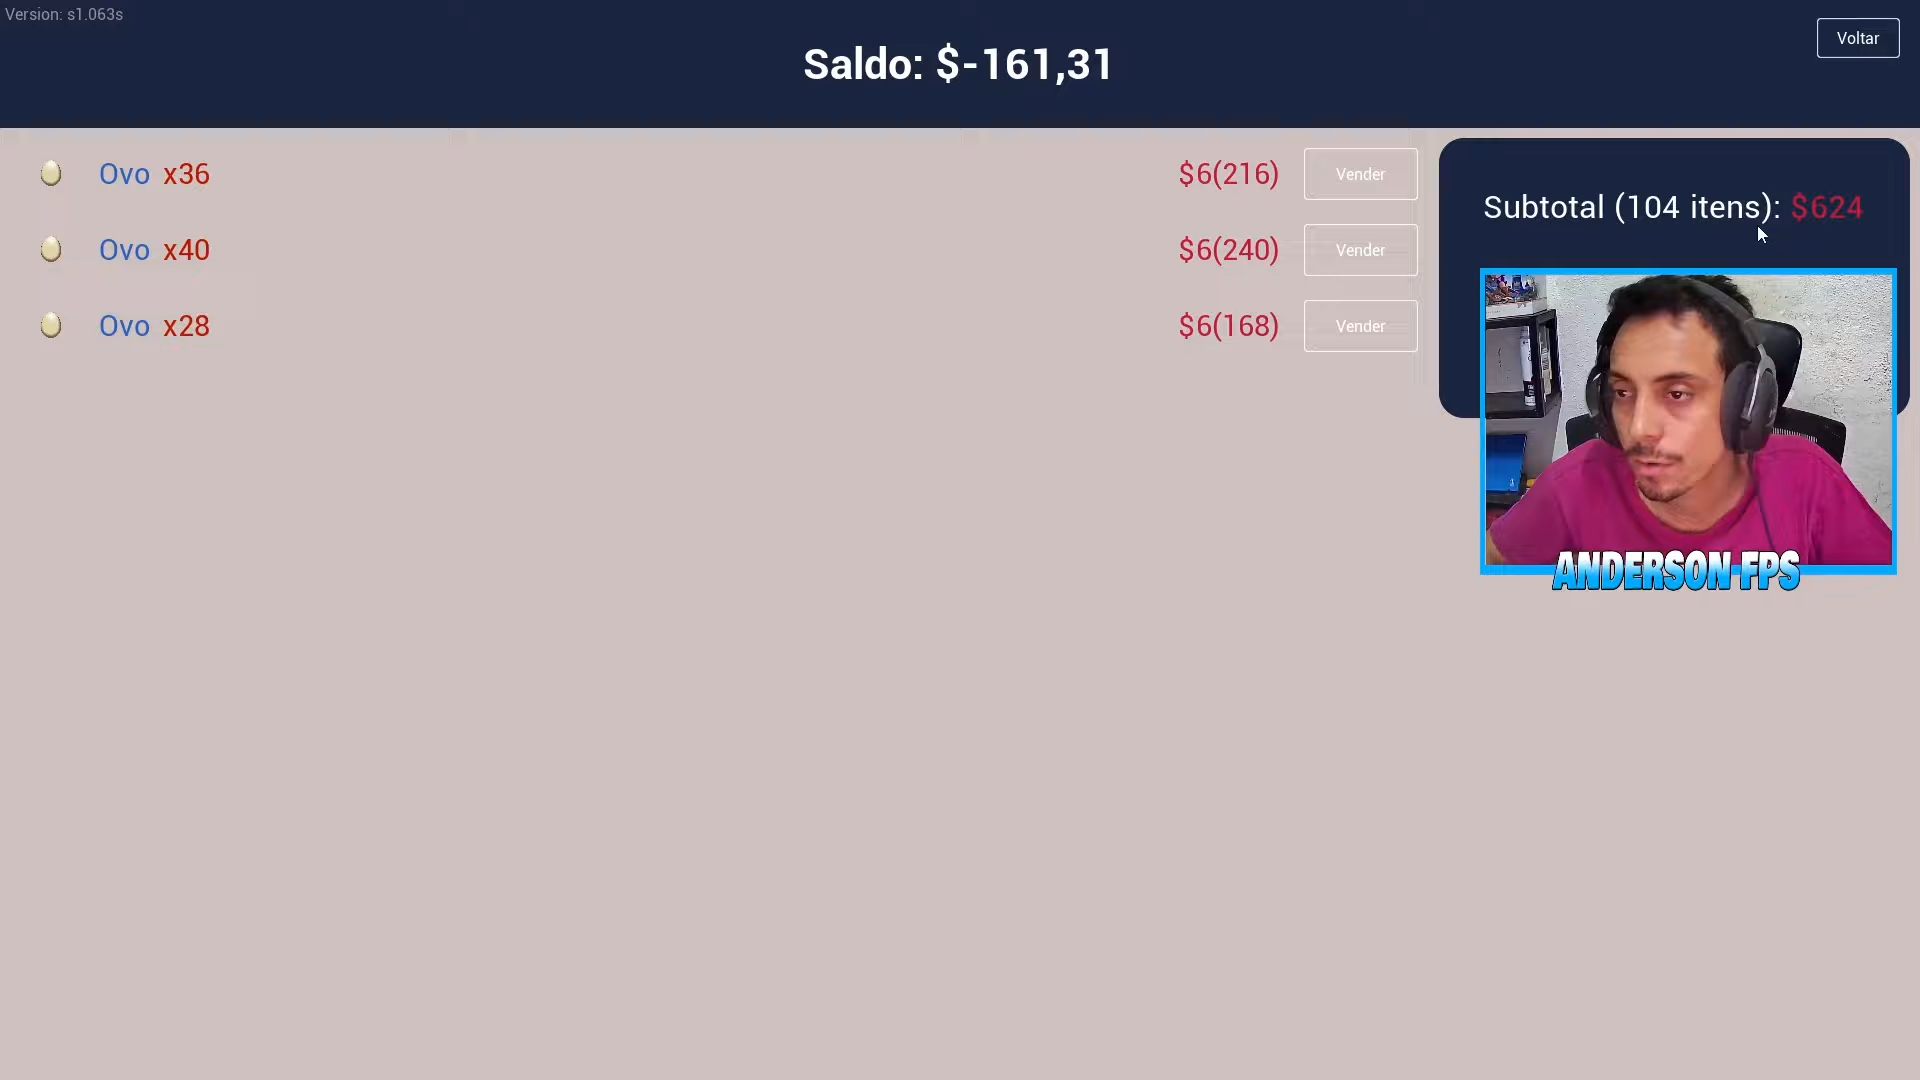 Version: s1.063s
Saldo: $-161,31
Voltar
Ovo x36 $6(216) Vender
Ovo x40 $6(240) Vender
Ovo x28 $6(168) Vender
Subtotal (104 itens): $624
ANDERSON FPS